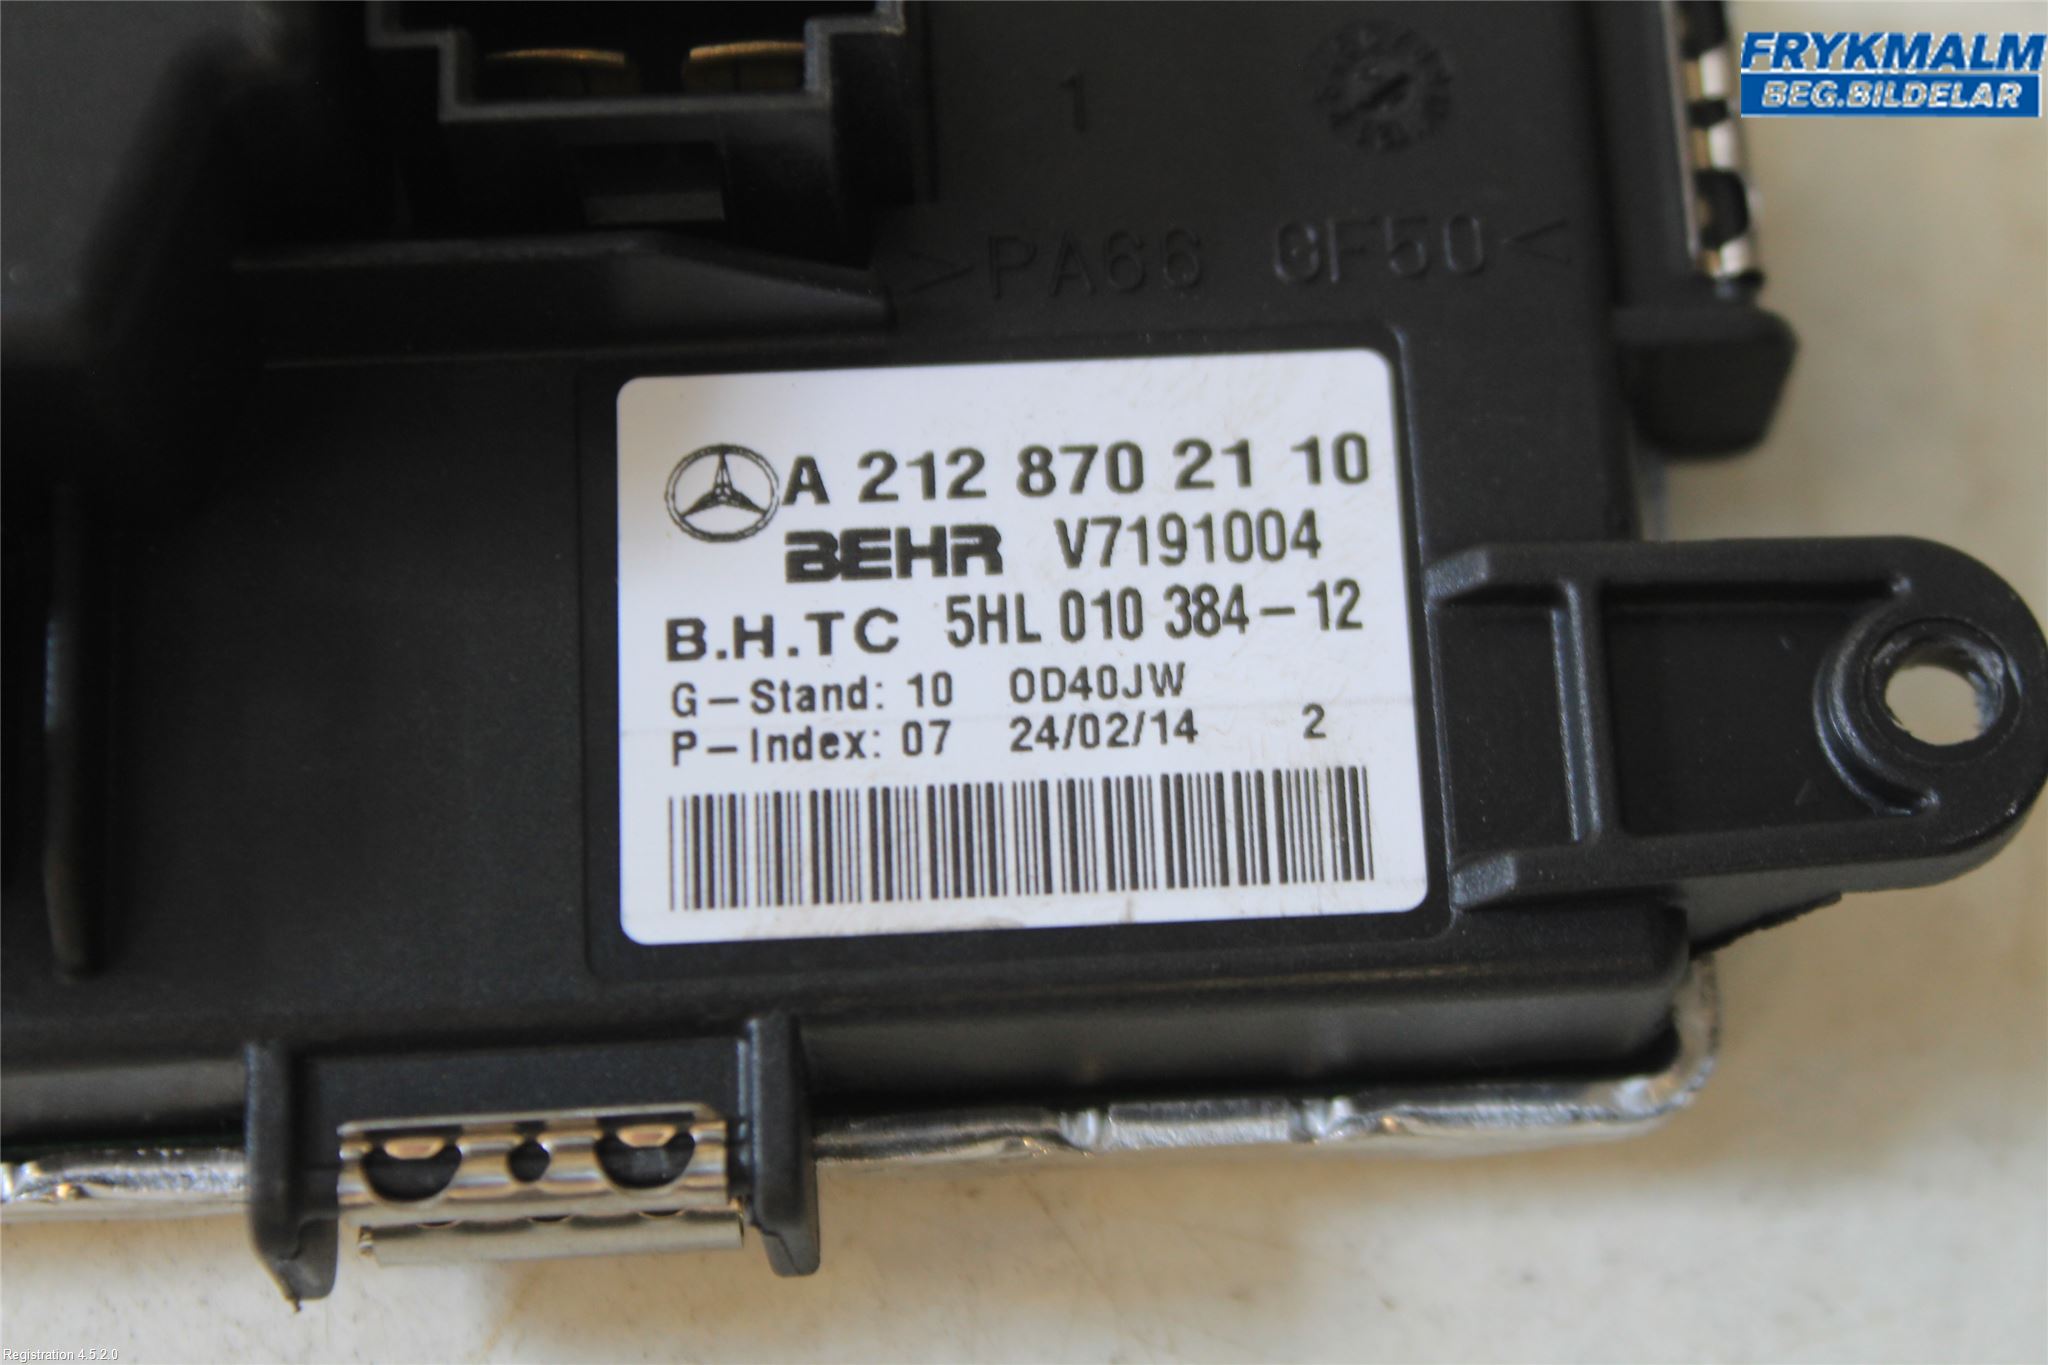 FRYKMALM
BEG.BILDELAR
1
>PA66 GF50<
A 212 870 21 10
BEHR V7191004
B.H.TC 5HL 010 384-12
G-Stand: 10 0D40JW
P-Index: 07 24/02/14 2
Registration 4.5.2.0